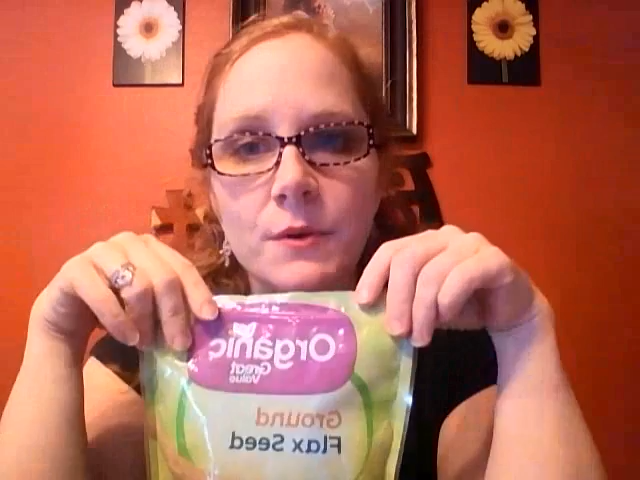 Organic
Great
Value
Ground
Flax Seed